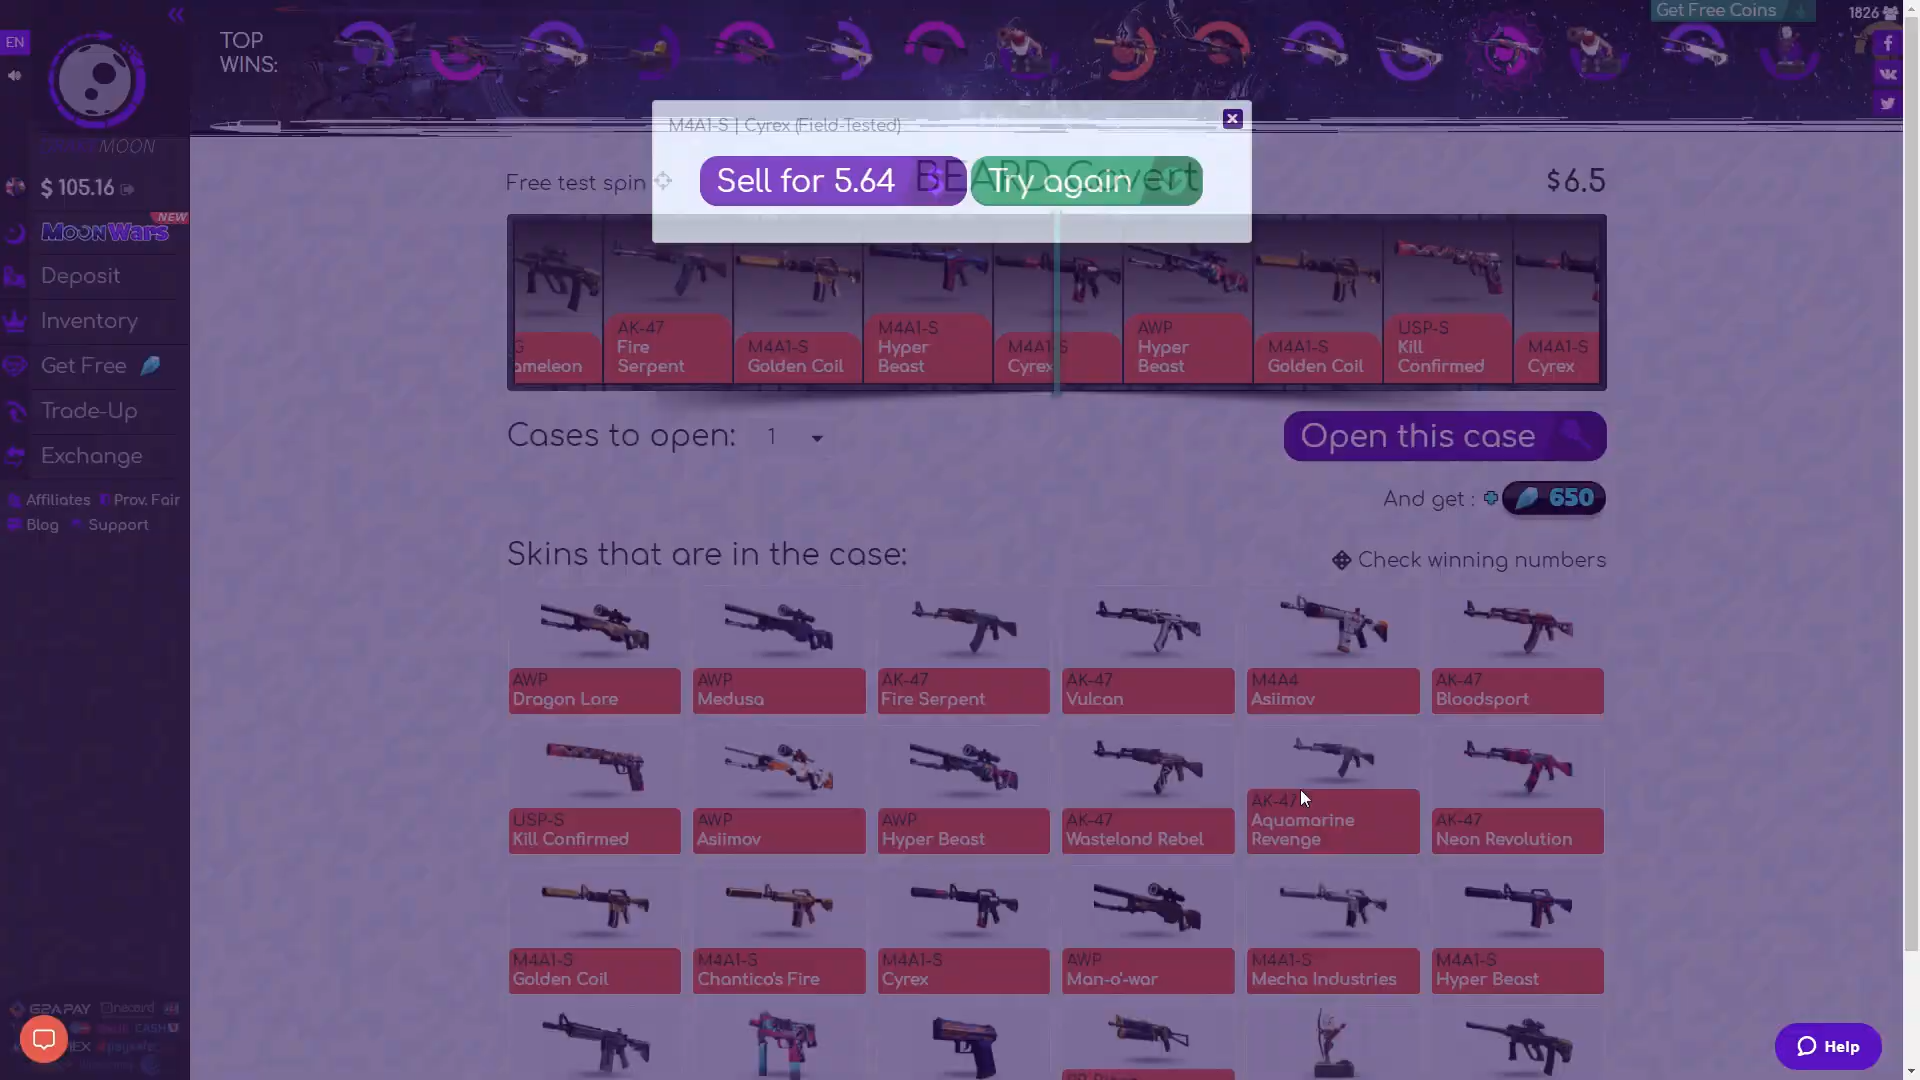 EN
TOP
WINS:
Get Free Coins
1826
MOON
$ 105.16
NEW
MoonWars
Deposit
Inventory
Get Free
Trade-Up
Exchange
Affiliates
Prov. Fair
Blog
Support
M4A1-S | Cyrex (Field-Tested)
Free test spin
BEARD Covert
Sell for 5.64
Try again
$6.5
G
ameleon
AK-47
Fire
Serpent
M4A1-S
Golden Coil
M4A1-S
Hyper
Beast
M4A1-S
Cyrex
AWP
Hyper
Beast
M4A1-S
Golden Coil
USP-S
Kill
Confirmed
M4A1-S
Cyrex
Cases to open:
1
Open this case
And get :
650
Skins that are in the case:
Check winning numbers
AWP
Dragon Lore
AWP
Medusa
AK-47
Fire Serpent
AK-47
Vulcan
M4A4
Asiimov
AK-47
Bloodsport
USP-S
Kill Confirmed
AWP
Asiimov
AWP
Hyper Beast
AK-47
Wasteland Rebel
AK-47
Aquamarine
Revenge
AK-47
Neon Revolution
M4A1-S
Golden Coil
M4A1-S
Chantico's Fire
M4A1-S
Cyrex
AWP
Man-o'-war
M4A1-S
Mecha Industries
M4A1-S
Hyper Beast
G2A PAY
CASHU
Help